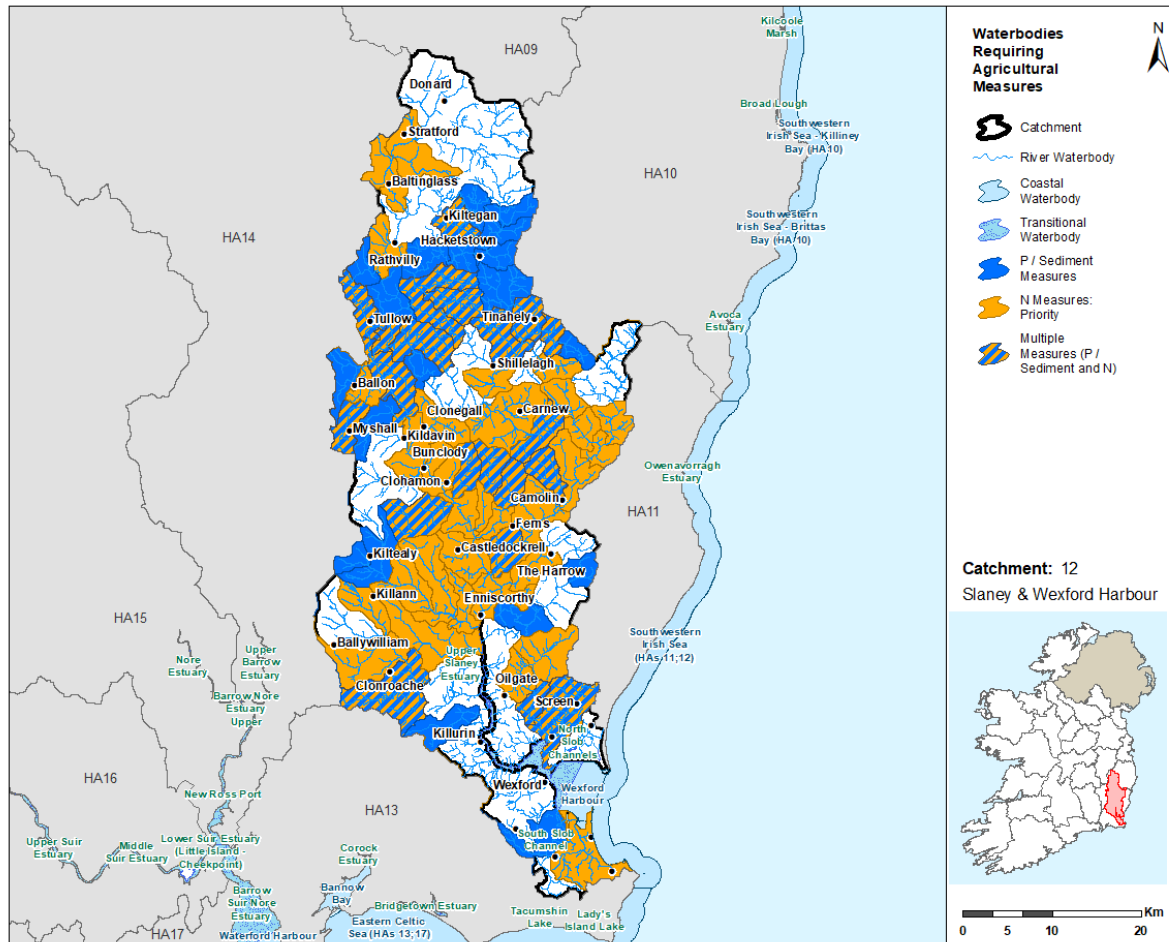 HA09
Kilcoole
Marsh
Donard
Broad Lough
Stratford
Southwestern
Irish Sea - Killiney
Bay (HA10)
HA10
Baltinglass
Kiltegan
HA14
Hacketstown
Southwestern
Irish Sea - Brittas
Bay (HA10)
Rathvilly
Tullow
Tinahely
Avoca
Estuary
Shillelagh
Ballon
Clonegall
Carnew
Myshall
Kildavin
Bunclody
Clohamon
Owenavorragh
Estuary
Camolin
HA11
Ferns
Kiltealy
Castledockrell
The Harrow
Killann
Enniscorthy
HA15
Ballywilliam
Upper
Slaney
Estuary
Southwestern
Irish Sea
(HAs 11;12)
Nore
Estuary
Upper
Barrow
Estuary
Clonroache
Oilgate
Barrow Nore
Estuary
Upper
Screen
Killurin
North
Slob
Channels
HA16
Wexford
Wexford
Harbour
New Ross Port
HA13
Upper Suir
Estuary
Middle
Suir Estuary
Lower Suir Estuary
(Little Island -
Cheekpoint)
South Slob
Channel
Corock
Estuary
Barrow
Suir Nore
Estuary
Bannow
Bay
Bridgetown Estuary
Tacumshin
Lake
Lady's
Island Lake
Eastern Celtic
Sea (HAs 13;17)
HA17
Waterford Harbour
Waterbodies
Requiring
Agricultural
Measures
N
Catchment
River Waterbody
Coastal
Waterbody
Transitional
Waterbody
P / Sediment
Measures
N Measures:
Priority
Multiple
Measures (P /
Sediment and N)
Catchment: 12
Slaney & Wexford Harbour
Km
0 5 10 20